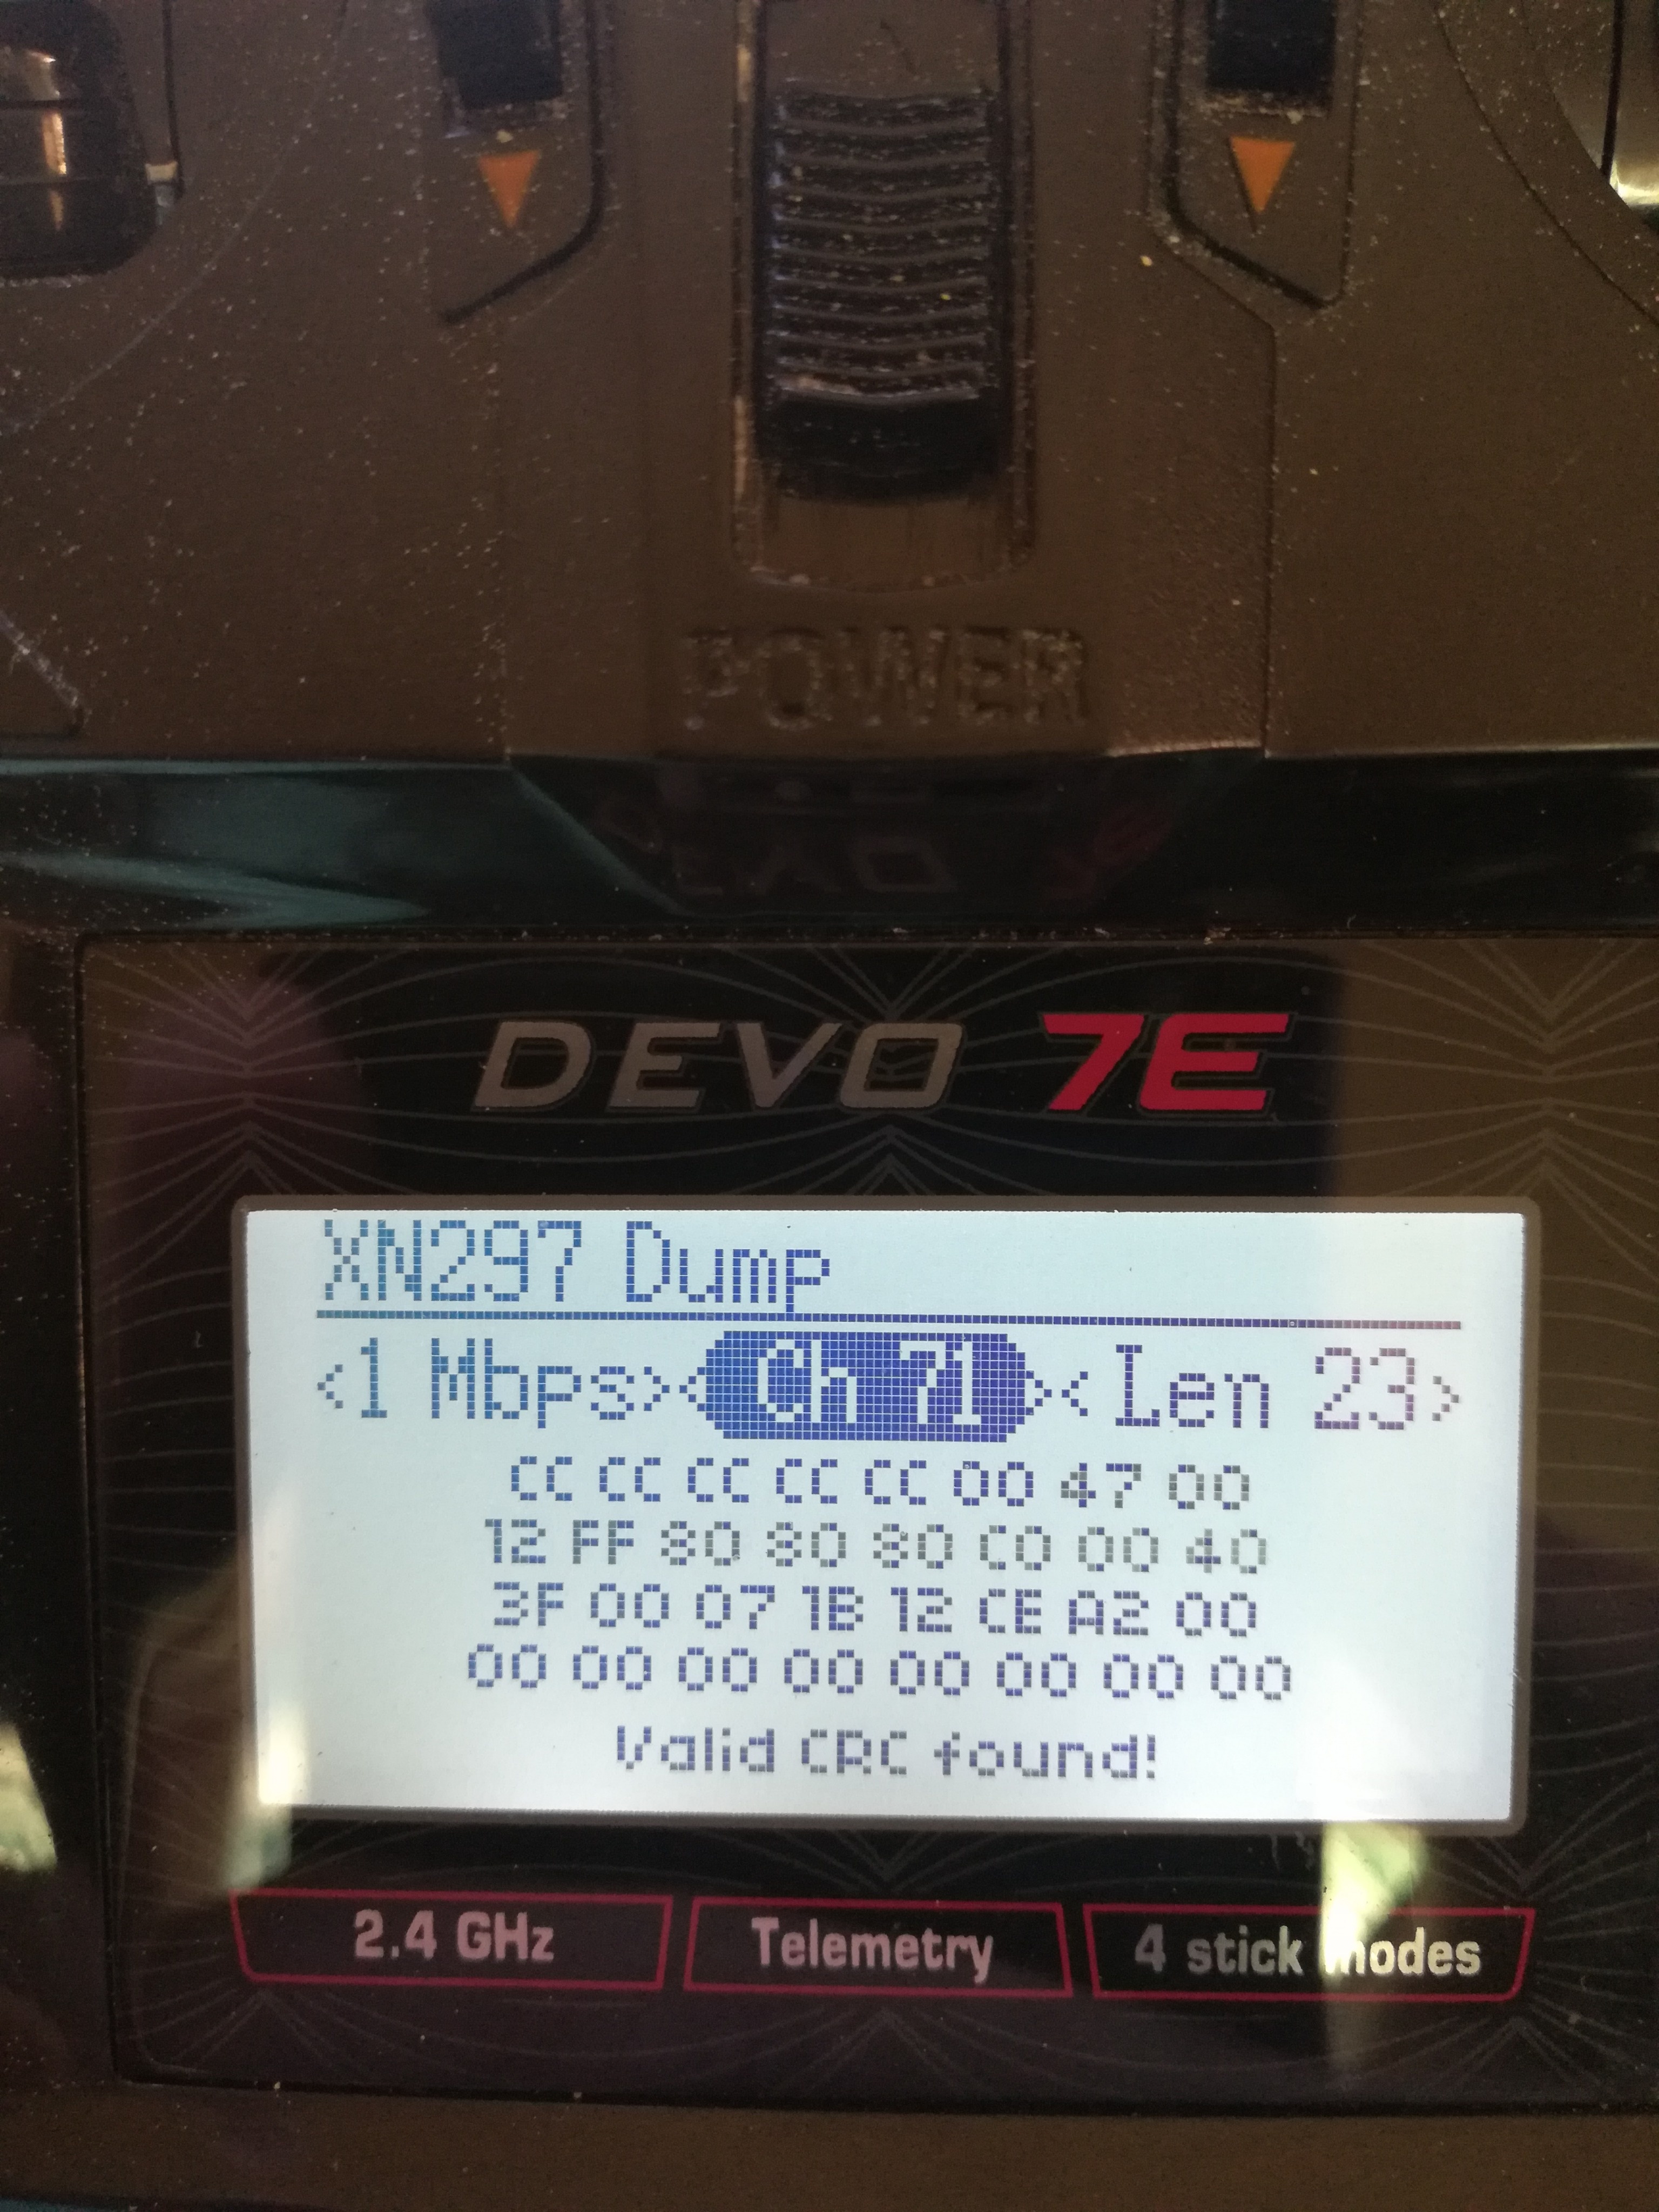 POWER
DEVO 7E
XN297 Dump
<1 Mbps>< Ch 71 >< Len 23>
CC CC CC CC CC 00 47 00
12 FF 80 80 80 C0 00 40
3F 00 07 1B 12 CE A2 00
00 00 00 00 00 00 00 00
Valid CRC found!
2.4 GHz Telemetry 4 stick modes